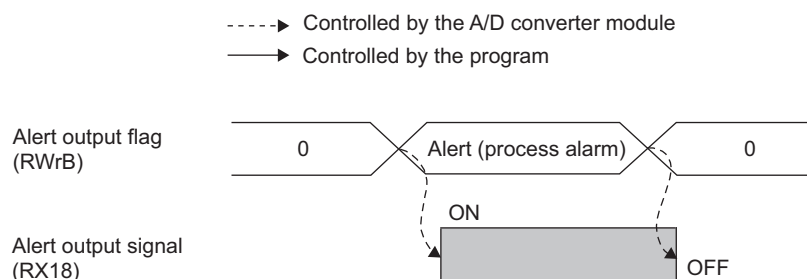 Controlled by the A/D converter module
Controlled by the program
Alert output flag
(RWrB)
0
Alert (process alarm)
0
ON
Alert output signal
(RX18)
OFF